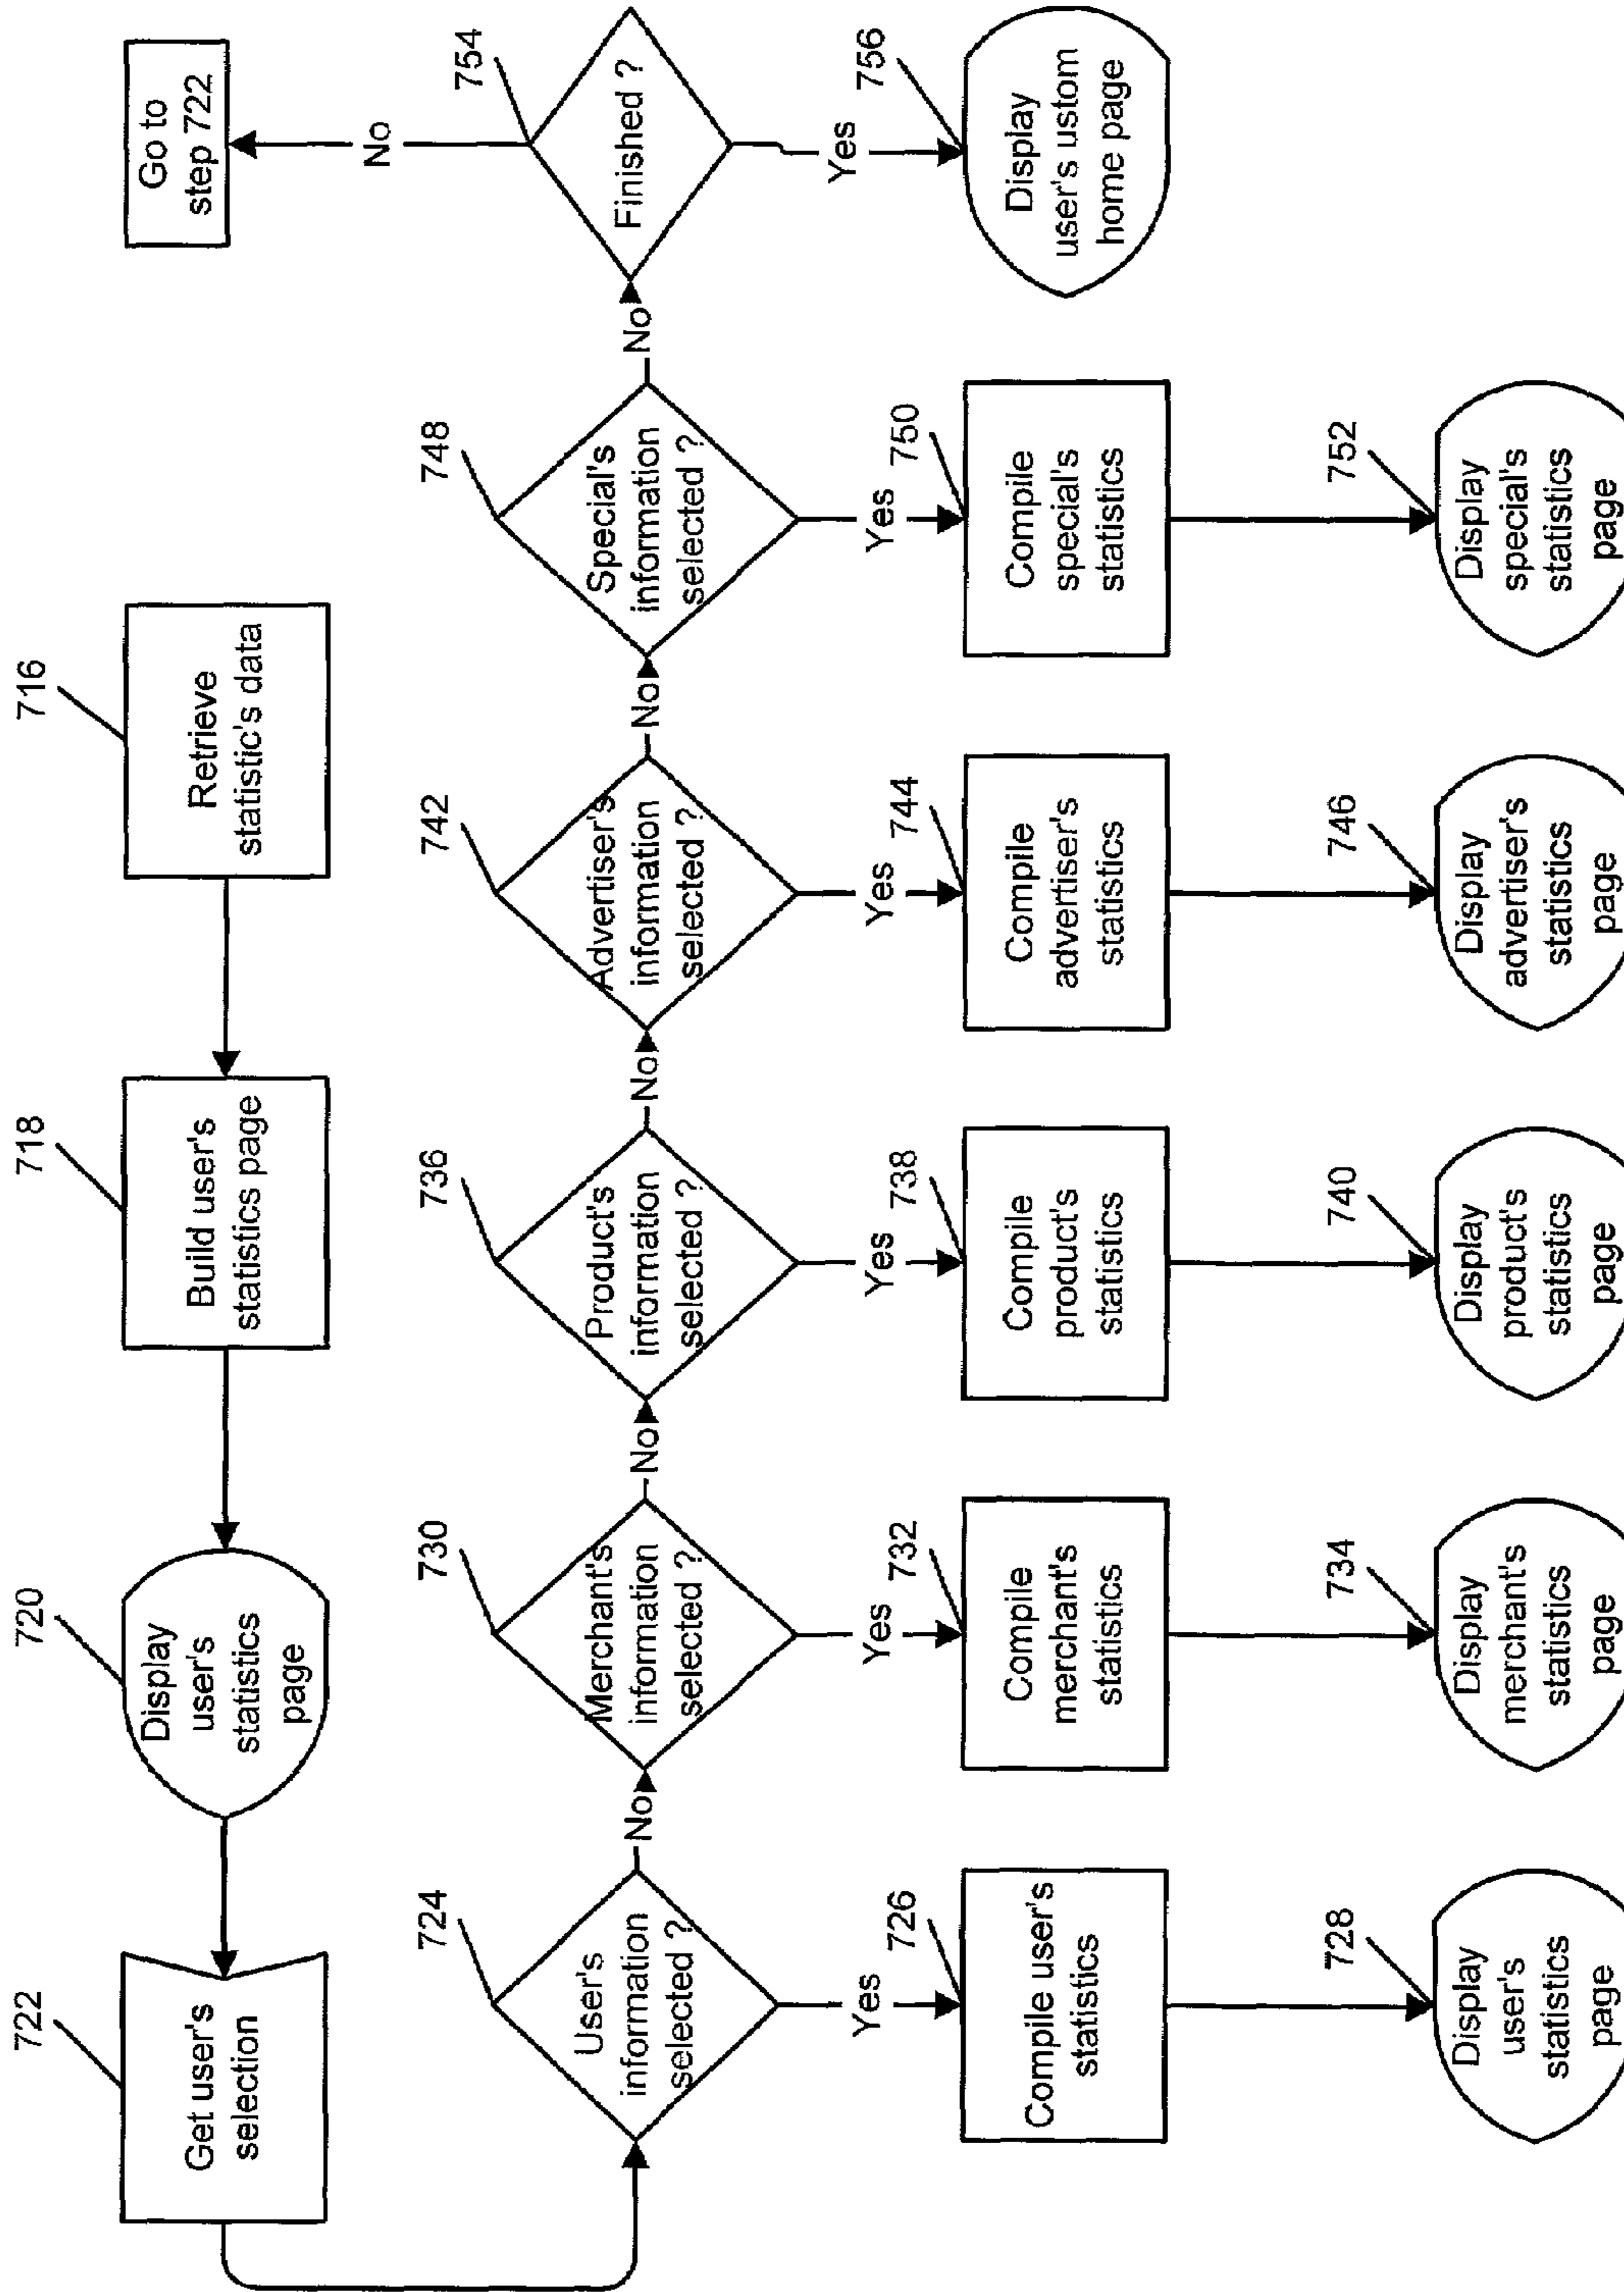 716
Retrieve
statistic's data
718
Build user's
statistics page
720
Display
user's
statistics
page
722
Get user's
selection
724
User's
information
selected ?
No
Yes
726
Compile user's
statistics
728
Display
user's
statistics
page
730
Merchant's
information
selected ?
No
Yes
732
Compile
merchant's
statistics
734
Display
merchant's
statistics
page
736
Product's
information
selected ?
No
Yes
738
Compile
product's
statistics
740
Display
product's
statistics
page
742
Advertiser's
information
selected ?
No
Yes
744
Compile
advertiser's
statistics
746
Display
advertiser's
statistics
page
748
Special's
information
selected ?
No
Yes
750
Compile
special's
statistics
752
Display
special's
statistics
page
754
Finished ?
No
Go to
step 722
Yes
756
Display
user's ustom
home page